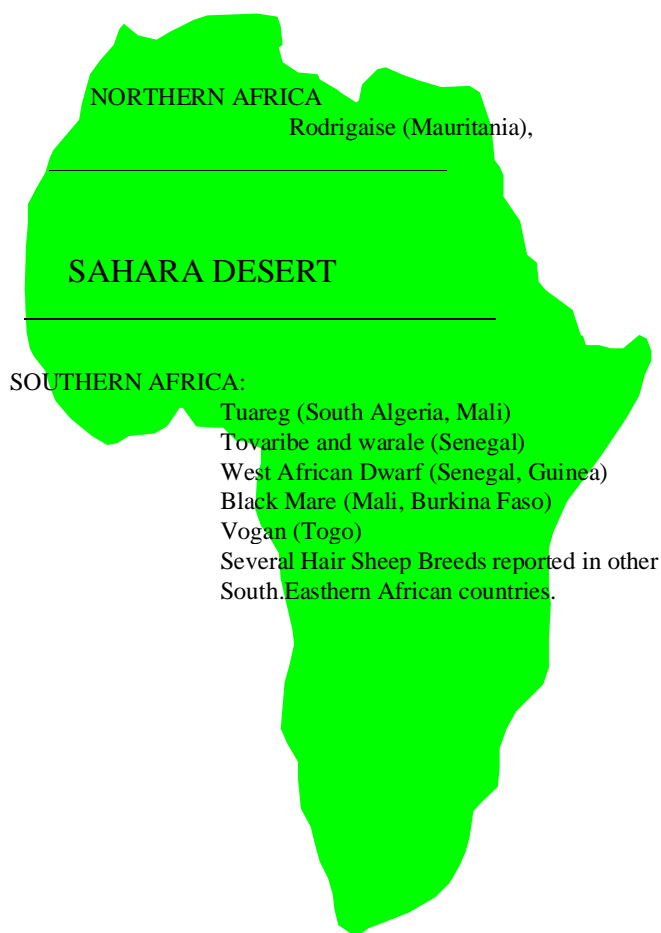 NORTHERN AFRICA
Rodrigaise (Mauritania),
SAHARA DESERT
SOUTHERN AFRICA:
Tuareg (South Algeria, Mali)
Tovaribe and warale (Senegal)
West African Dwarf (Senegal, Guinea)
Black Mare (Mali, Burkina Faso)
Vogan (Togo)
Several Hair Sheep Breeds reported in other
South.Easthern African countries.